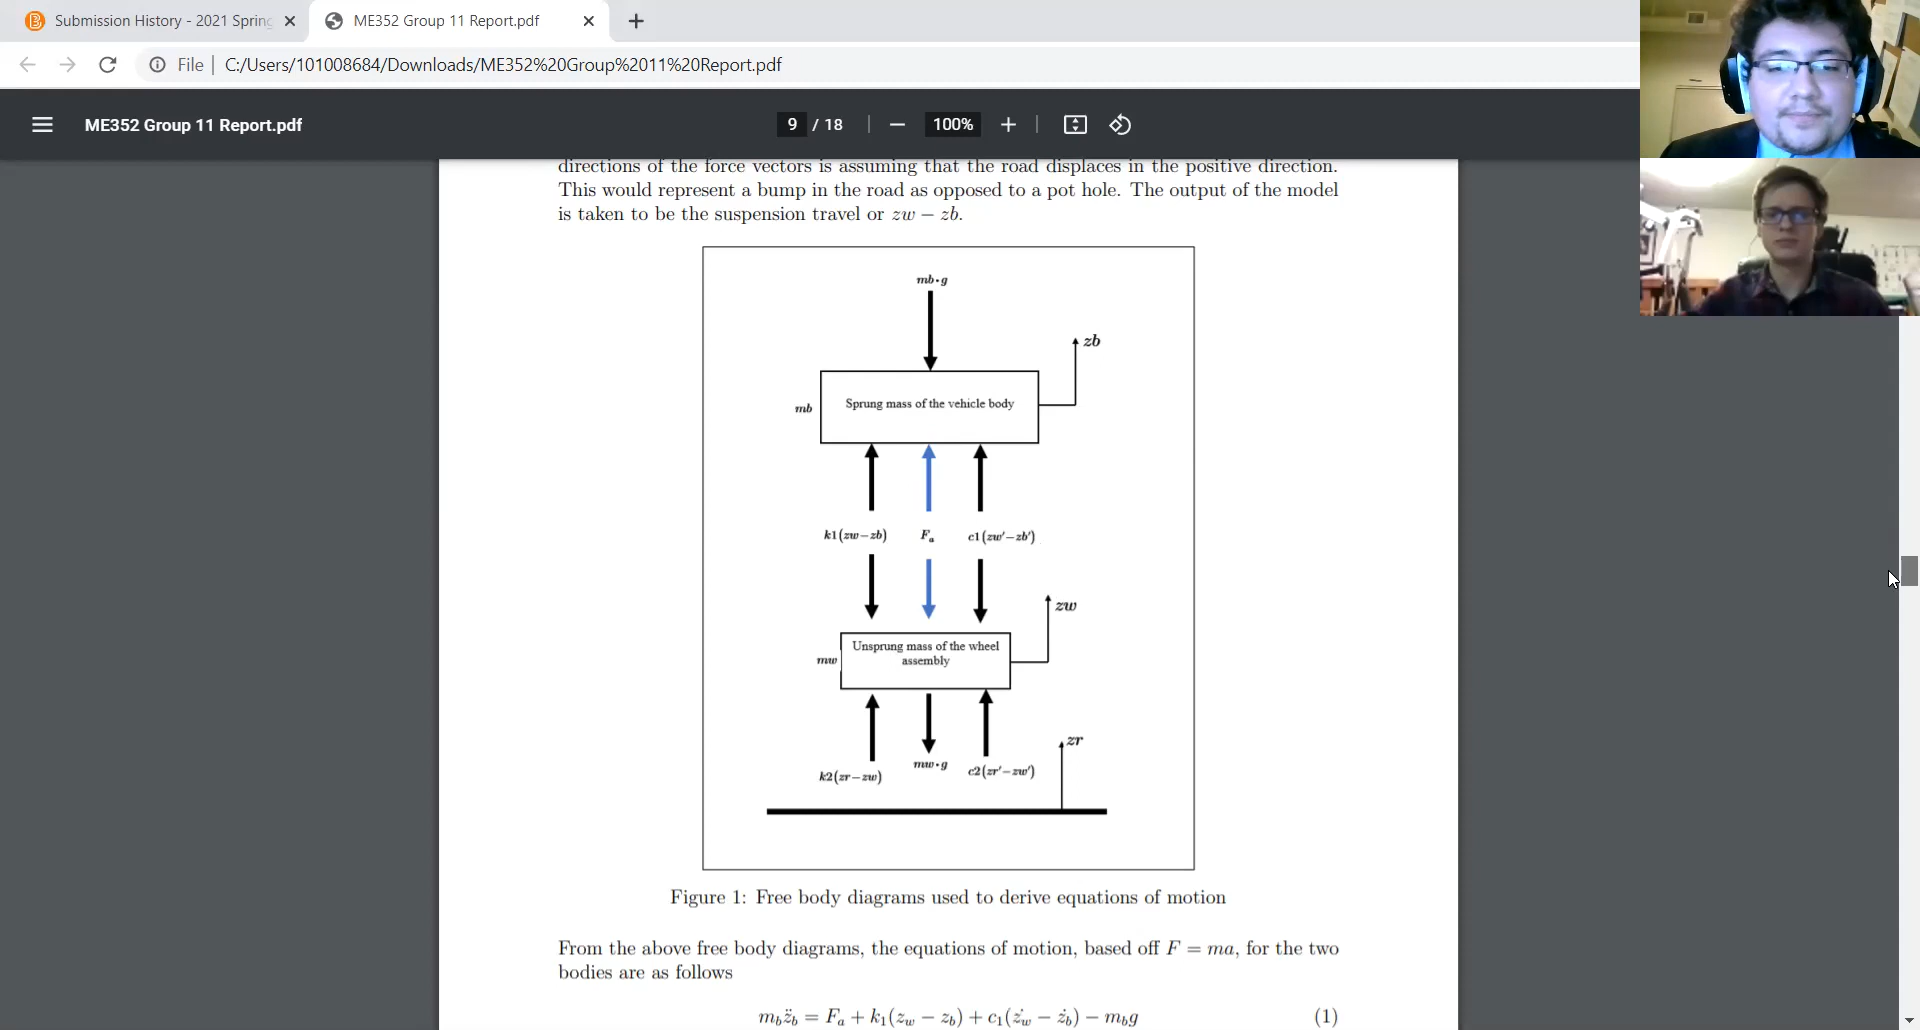 Submission History - 2021 Spring
ME352 Group 11 Report.pdf
File | C:/Users/101008684/Downloads/ME352%20Group%2011%20Report.pdf
ME352 Group 11 Report.pdf
9 / 18
100%
directions of the force vectors is assuming that the road displaces in the positive direction.
This would represent a bump in the road as opposed to a pot hole. The output of the model
is taken to be the suspension travel or zw − zb.
mb•g
zb
mb
Sprung mass of the vehicle body
k1(zw−zb) Fa c1(zw′−zb′)
zw
mw
Unsprung mass of the wheel
assembly
zr
k2(zr−zw) mw•g c2(zr′−zw′)
Figure 1: Free body diagrams used to derive equations of motion
From the above free body diagrams, the equations of motion, based off F = ma, for the two
bodies are as follows
m_b z̈_b = F_a + k_1(z_w − z_b) + c_1(ż_w − ż_b) − m_b g (1)